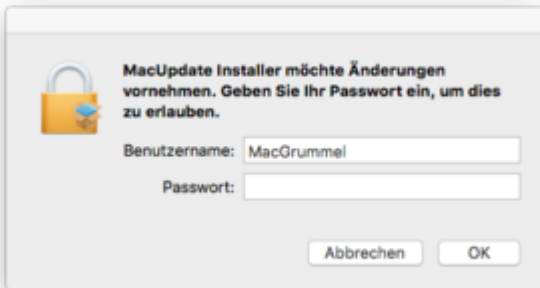 MacUpdate Installer möchte Änderungen
vornehmen. Geben Sie Ihr Passwort ein, um dies
zu erlauben.
Benutzername: MacGrummel
Passwort:
Abbrechen OK